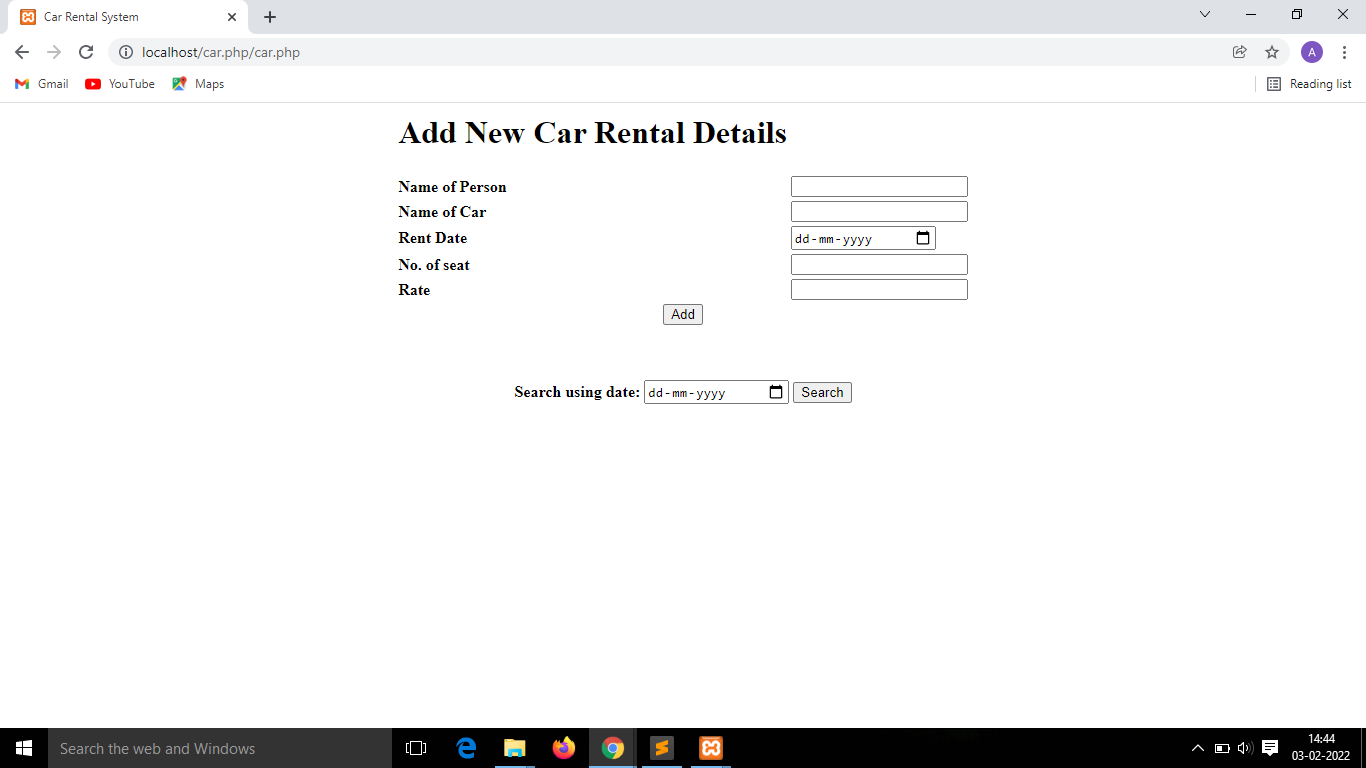 Car Rental System
localhost/car.php/car.php
A
Gmail YouTube Maps Reading list
Add New Car Rental Details
Name of Person
Name of Car
Rent Date dd-mm-yyyy
No. of seat
Rate
Add
Search using date: dd-mm-yyyy Search
Search the web and Windows
14:44
03-02-2022